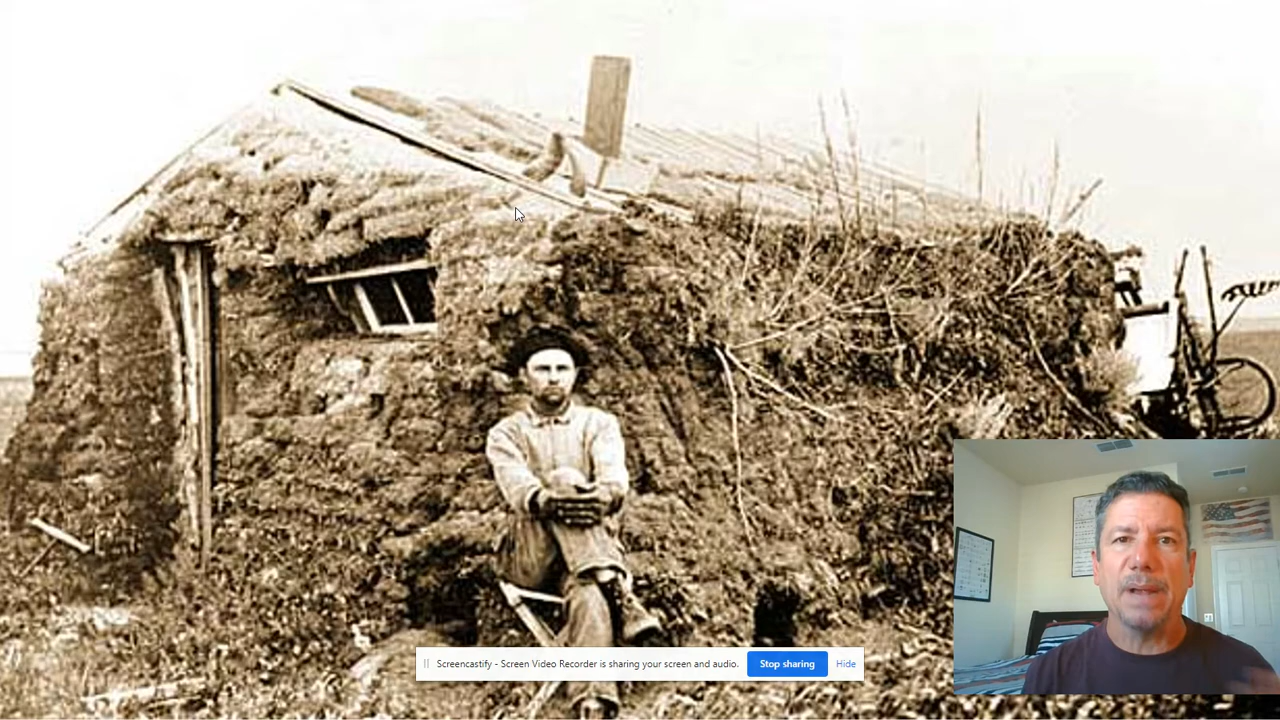 Screencastify - Screen Video Recorder is sharing your screen and audio.
Stop sharing
Hide